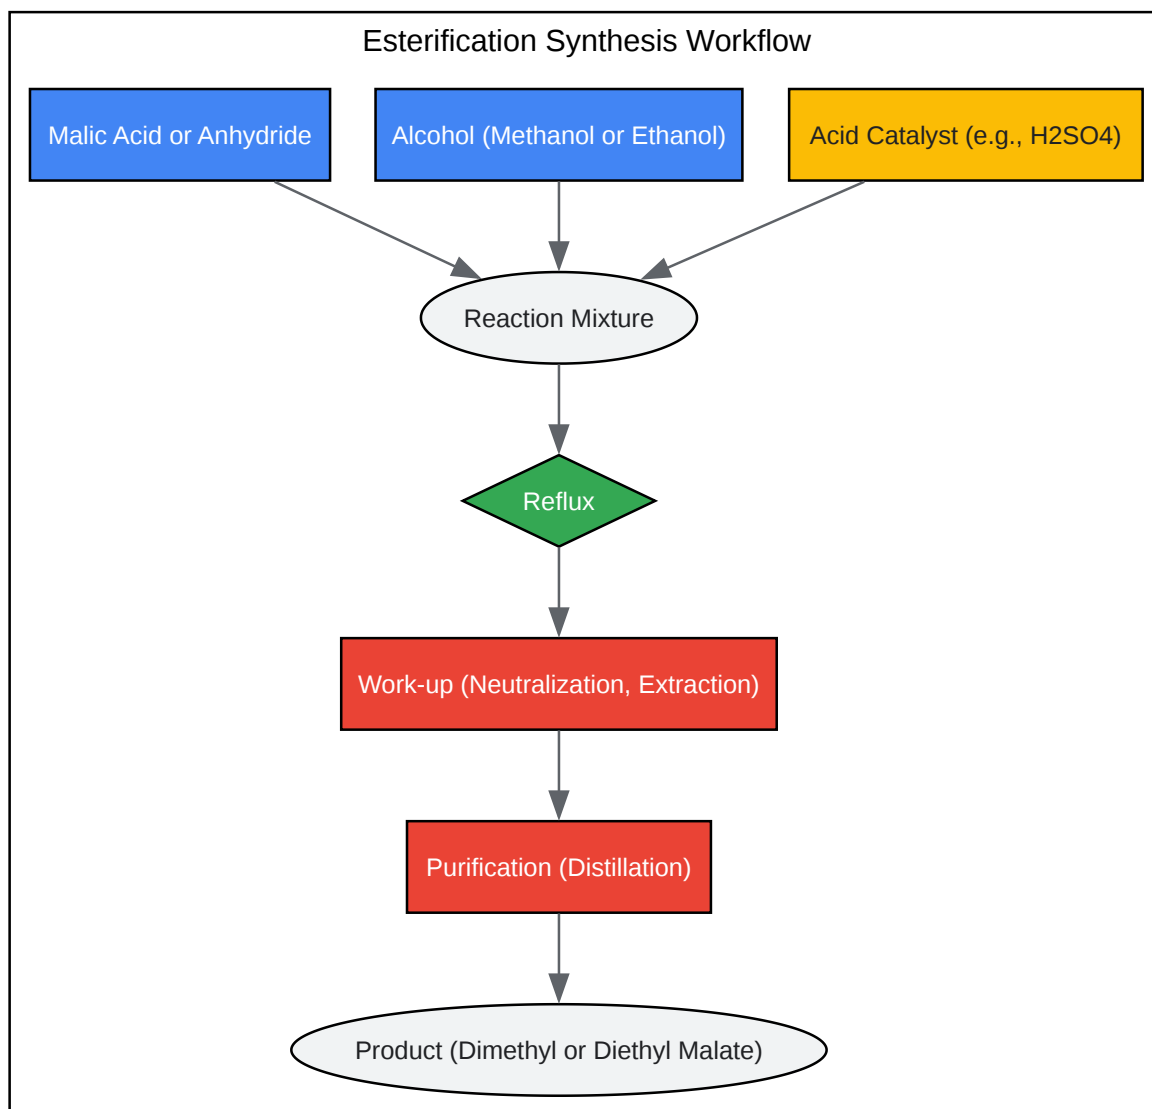 Esterification Synthesis Workflow
Malic Acid or Anhydride
Alcohol (Methanol or Ethanol)
Acid Catalyst (e.g., H2SO4)
Reaction Mixture
Reflux
Work-up (Neutralization, Extraction)
Purification (Distillation)
Product (Dimethyl or Diethyl Malate)